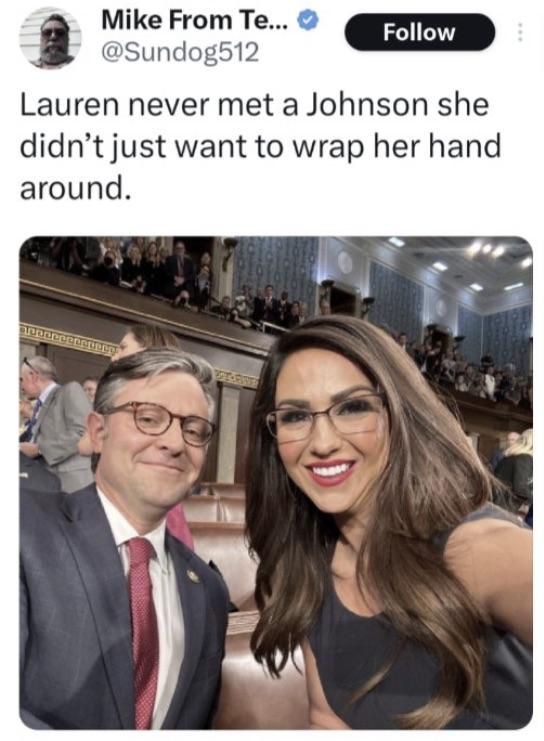 Mike From Te...
Follow
@Sundog512
Lauren never met a Johnson she
didn't just want to wrap her hand
around.